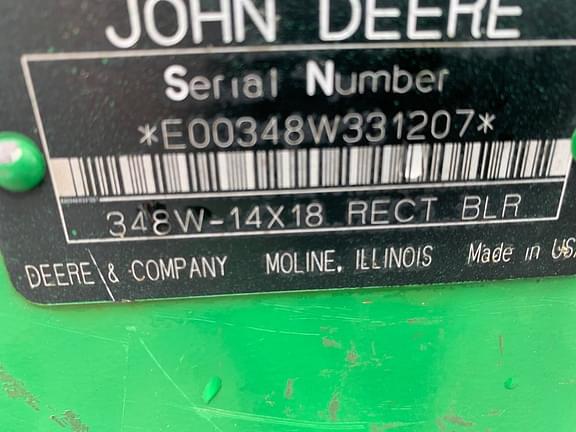 JOHN DEERE
Serial Number
*E00348W331207*
348W-14X18 RECT BLR
DEERE & COMPANY MOLINE, ILLINOIS Made in US